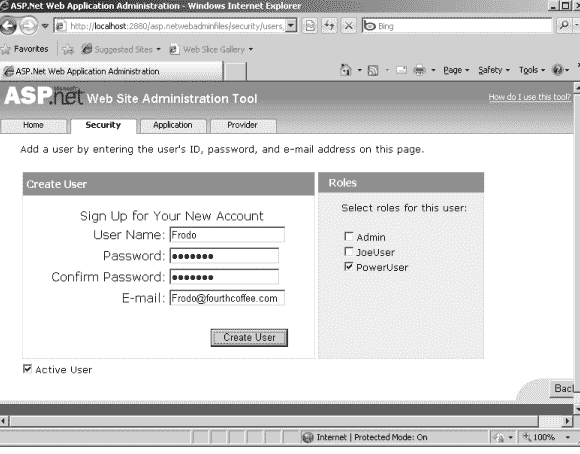 ASP.Net Web Application Administration - Windows Internet Explorer
http://localhost:2880/asp.netwebadminfiles/security/users,
Bing
Favorites
Suggested Sites
Web Slice Gallery
ASP.Net Web Application Administration
Page
Safety
Tools
ASP.net Web Site Administration Tool
How do I use this tool?
Home
Security
Application
Provider
Add a user by entering the user's ID, password, and e-mail address on this page.
Create User
Sign Up for Your New Account
User Name: Frodo
Password: •••••••
Confirm Password: •••••••
E-mail: Frodo@fourthcoffee.com
Create User
Roles
Select roles for this user:
Admin
JoeUser
PowerUser
Active User
Bac
Internet | Protected Mode: On
100%